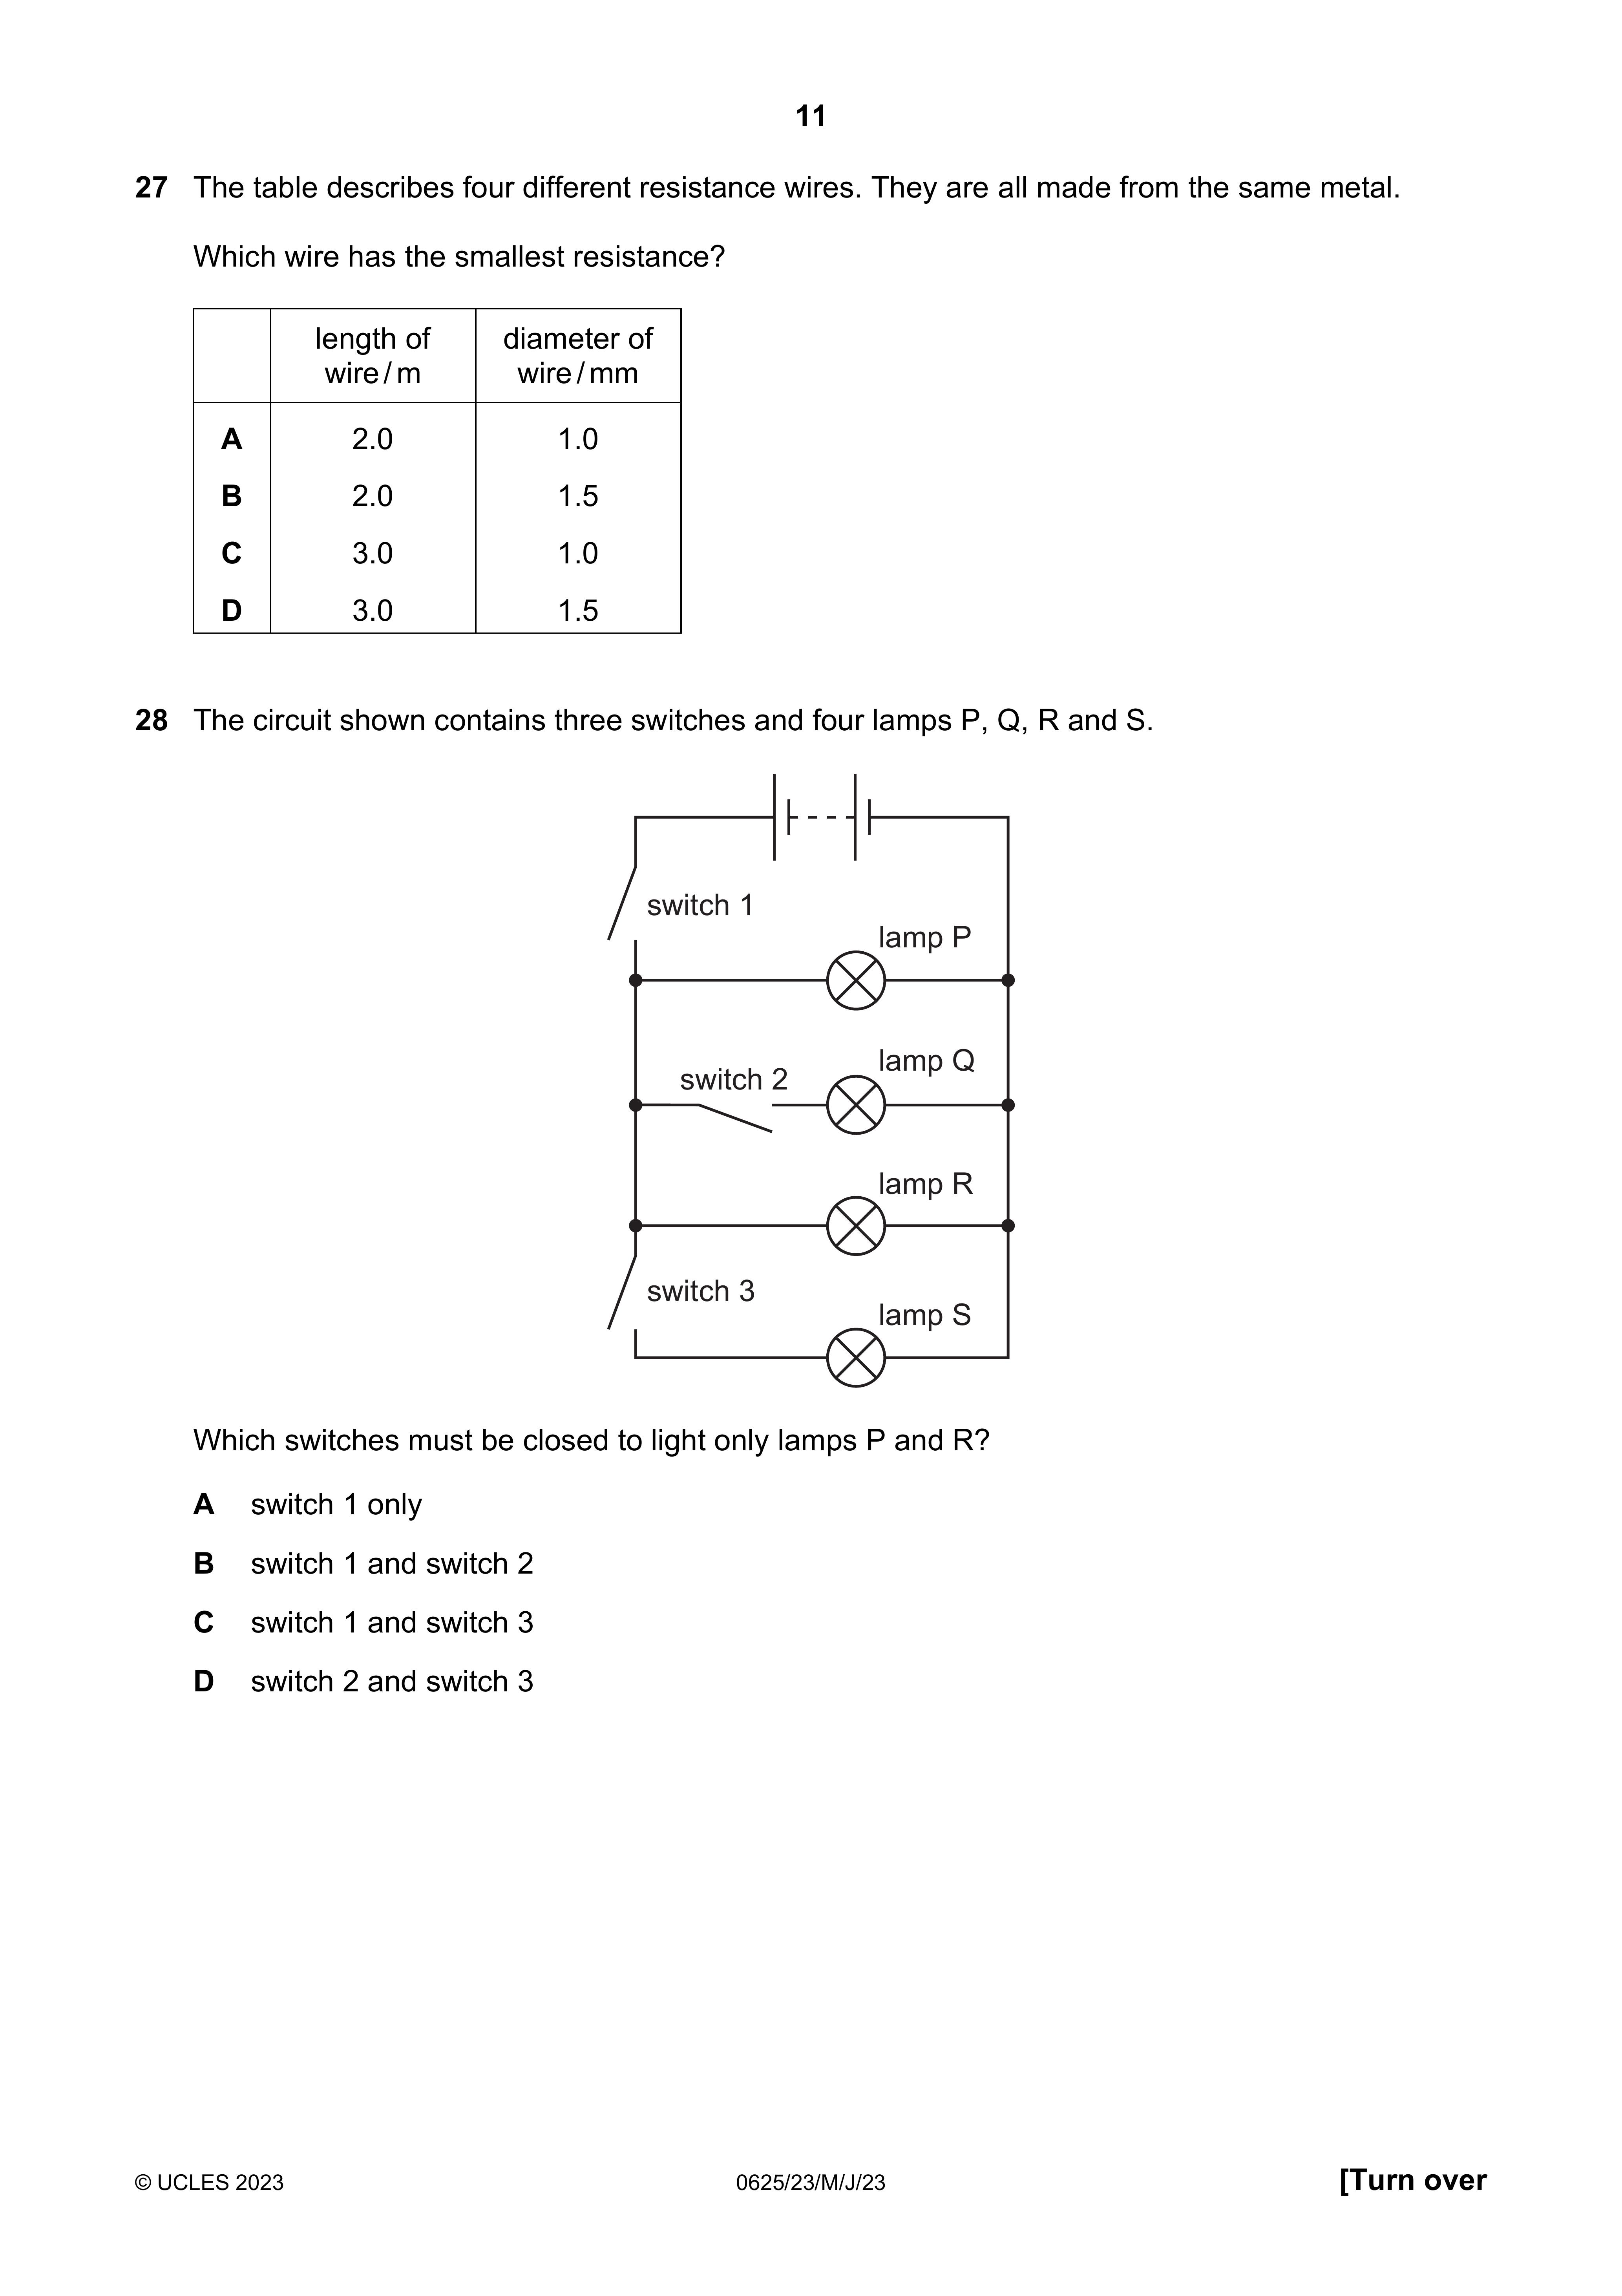 11
27 The table describes four different resistance wires. They are all made from the same metal.
Which wire has the smallest resistance?
length of diameter of
wire / m wire / mm
A 2.0 1.0
B 2.0 1.5
C 3.0 1.0
D 3.0 1.5
28 The circuit shown contains three switches and four lamps P, Q, R and S.
switch 1
lamp P
lamp Q
switch 2
lamp R
switch 3
lamp S
Which switches must be closed to light only lamps P and R?
A switch 1 only
B switch 1 and switch 2
C switch 1 and switch 3
D switch 2 and switch 3
© UCLES 2023 0625/23/M/J/23 [Turn over